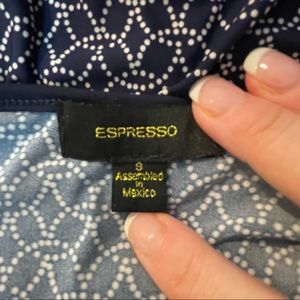 ESPRESSO
S
Assembled
in
Mexico